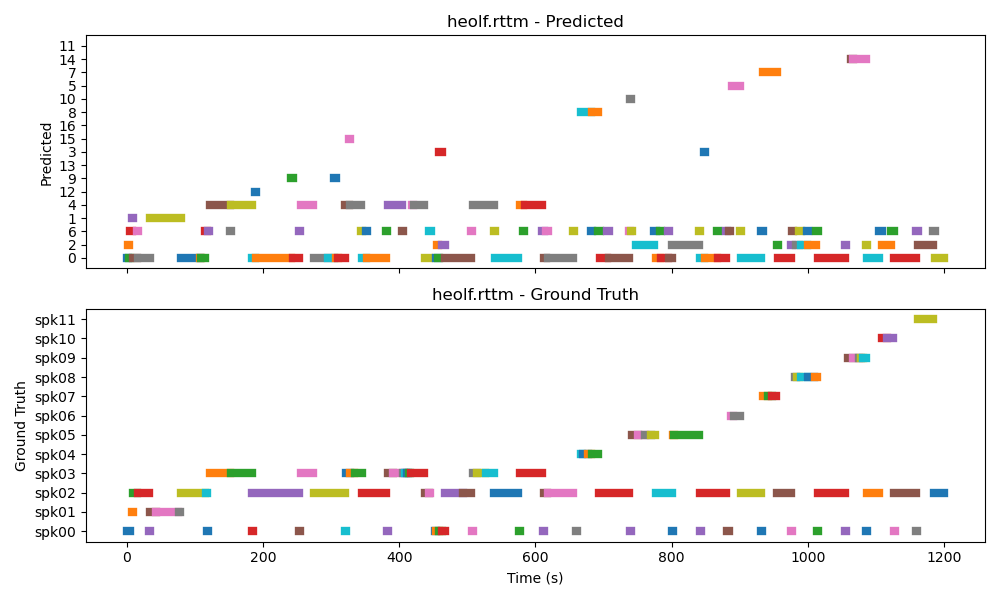 heolf.rttm - Predicted
11
14
7
5
10
8
16
15
3
13
9
12
4
1
6
2
0
Predicted
heolf.rttm - Ground Truth
spk11
spk10
spk09
spk08
spk07
spk06
spk05
spk04
spk03
spk02
spk01
spk00
Ground Truth
0 200 400 600 800 1000 1200
Time (s)